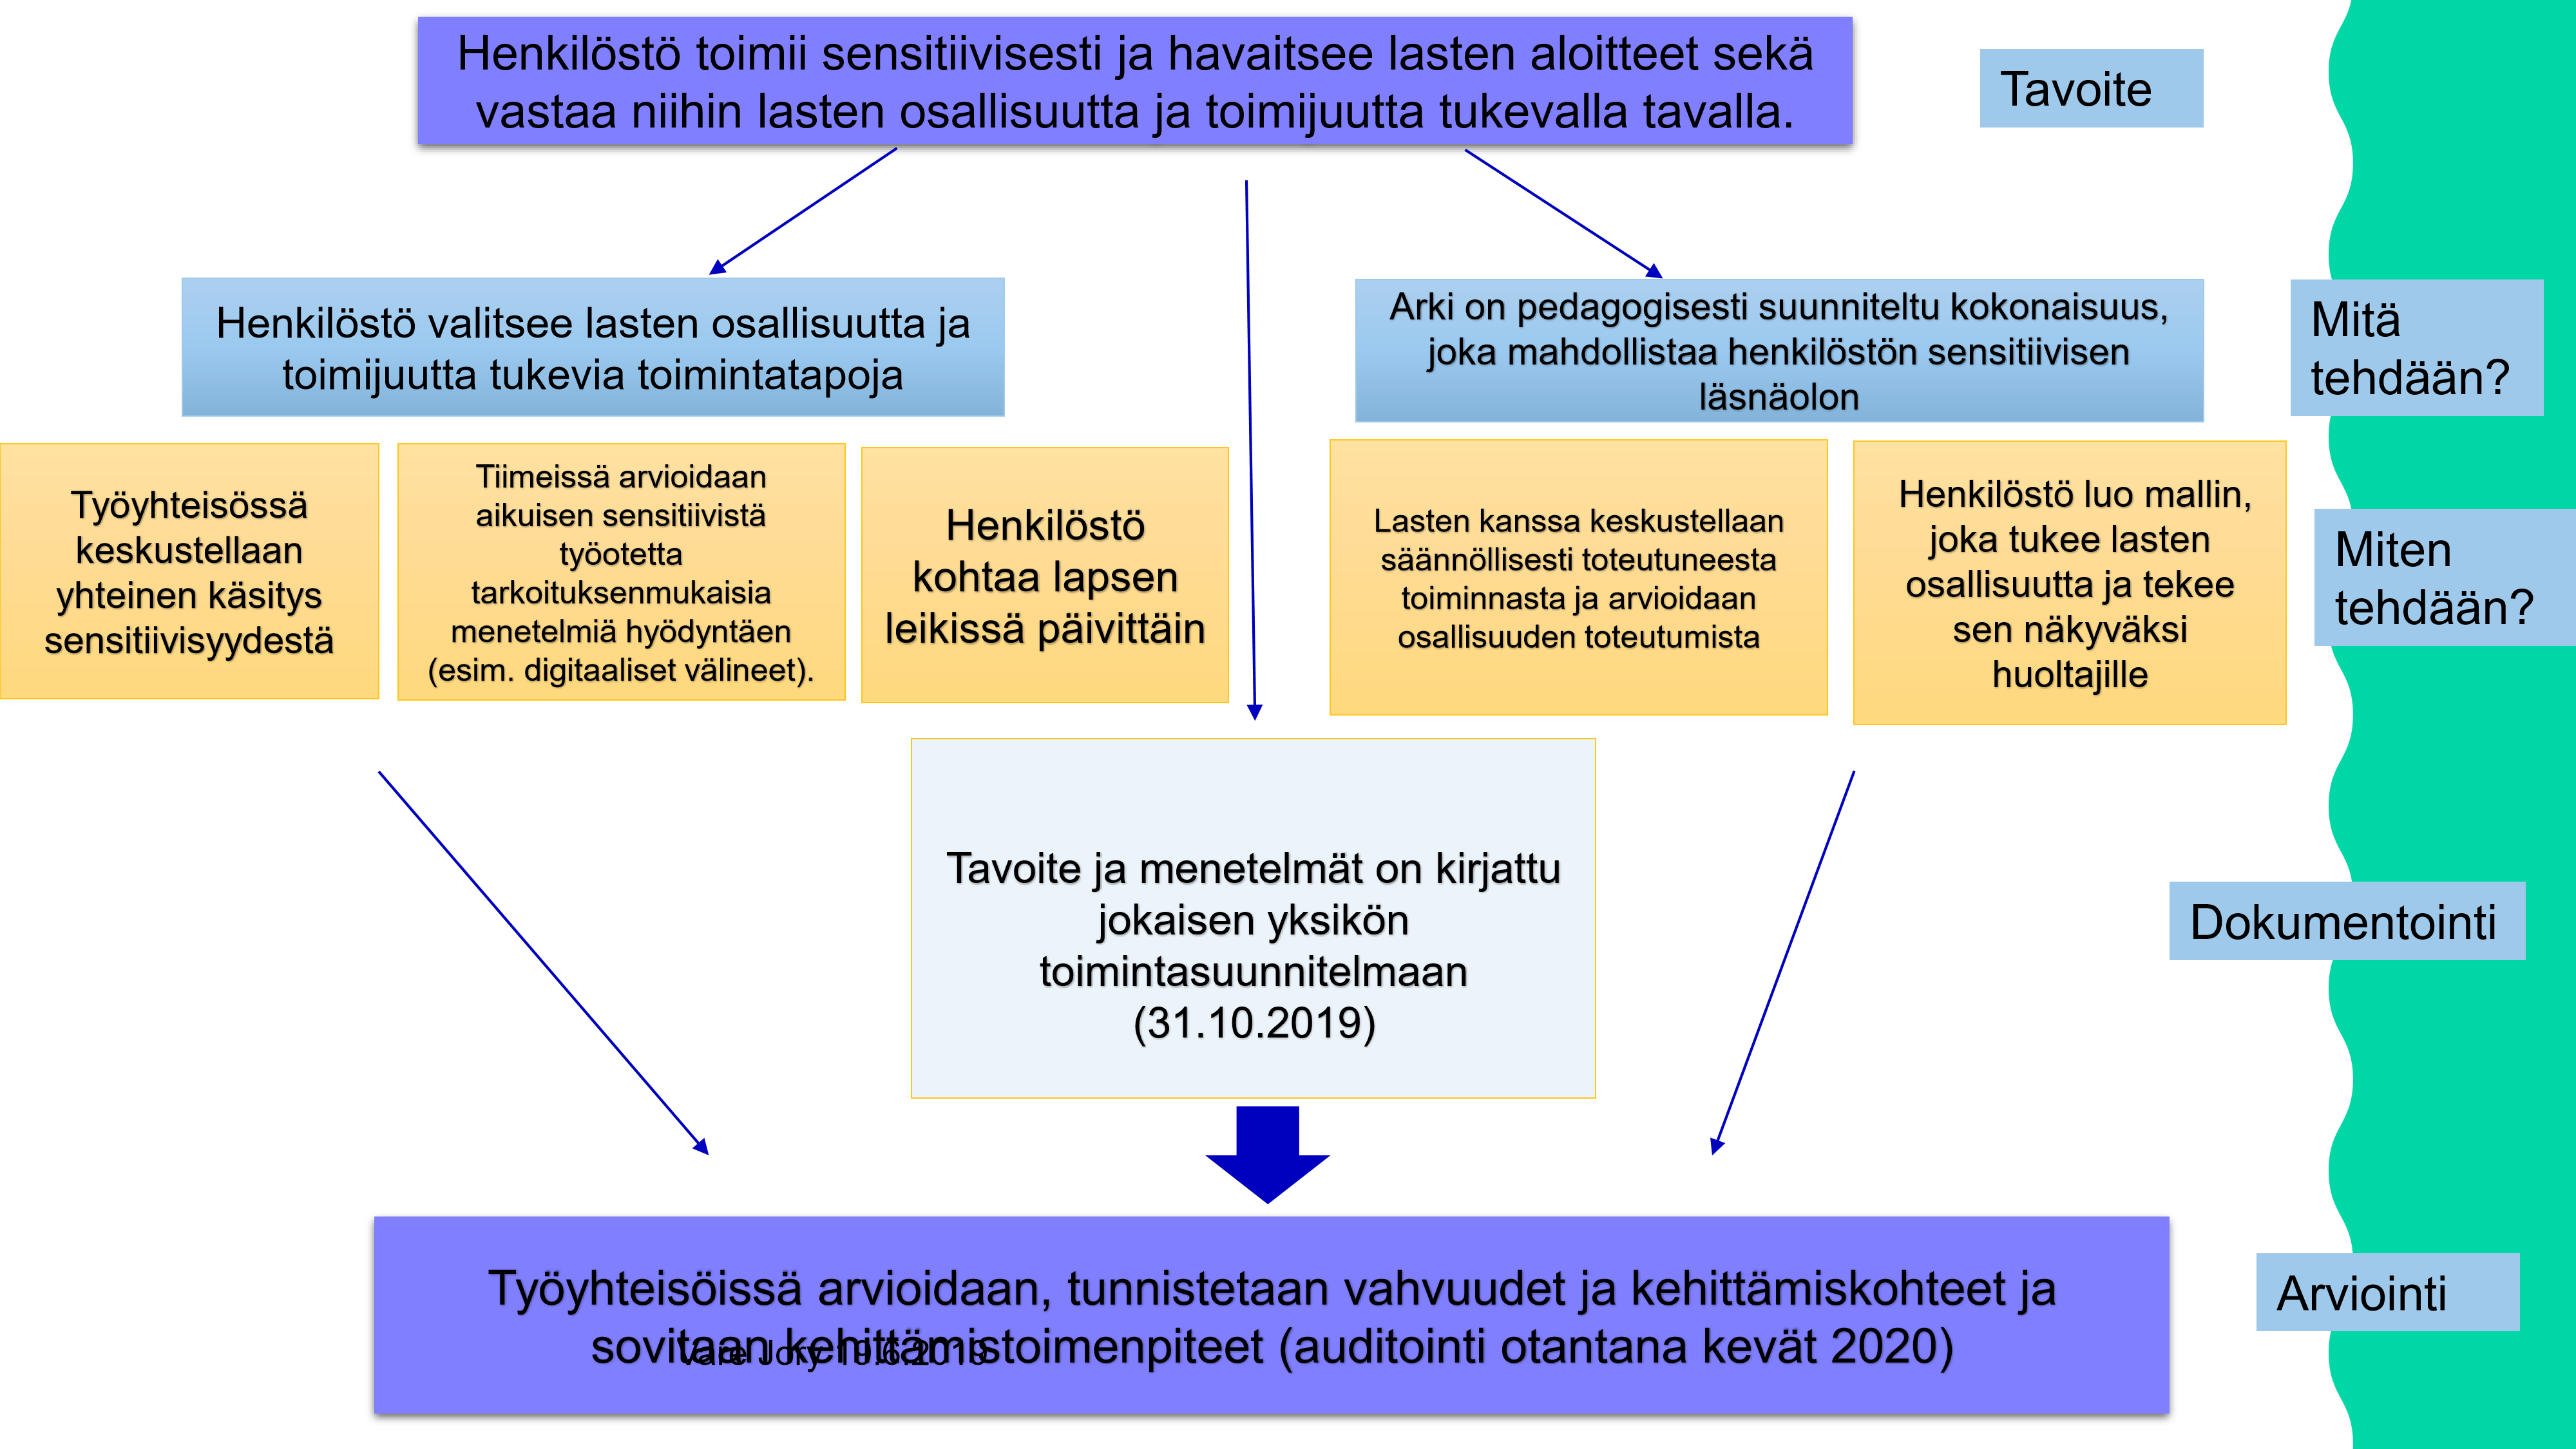 Henkilöstö toimii sensitiivisesti ja havaitsee lasten aloitteet sekä
vastaa niihin lasten osallisuutta ja toimijuutta tukevalla tavalla.
Tavoite
Henkilöstö valitsee lasten osallisuutta ja
toimijuutta tukevia toimintatapoja
Arki on pedagogisesti suunniteltu kokonaisuus,
joka mahdollistaa henkilöstön sensitiivisen
läsnäolon
Mitä
tehdään?
Työyhteisössä
keskustellaan
yhteinen käsitys
sensitiivisyydestä
Tiimeissä arvioidaan
aikuisen sensitiivistä
työotetta
tarkoituksenmukaisia
menetelmiä hyödyntäen
(esim. digitaaliset välineet).
Henkilöstö
kohtaa lapsen
leikissä päivittäin
Lasten kanssa keskustellaan
säännöllisesti toteutuneesta
toiminnasta ja arvioidaan
osallisuuden toteutumista
Henkilöstö luo mallin,
joka tukee lasten
osallisuutta ja tekee
sen näkyväksi
huoltajille
Miten
tehdään?
Tavoite ja menetelmät on kirjattu
jokaisen yksikön
toimintasuunnitelmaan
(31.10.2019)
Dokumentointi
Työyhteisöissä arvioidaan, tunnistetaan vahvuudet ja kehittämiskohteet ja
sovitaan kehittämistoimenpiteet (auditointi otantana kevät 2020)
Vare Jory 19.6.2019
Arviointi